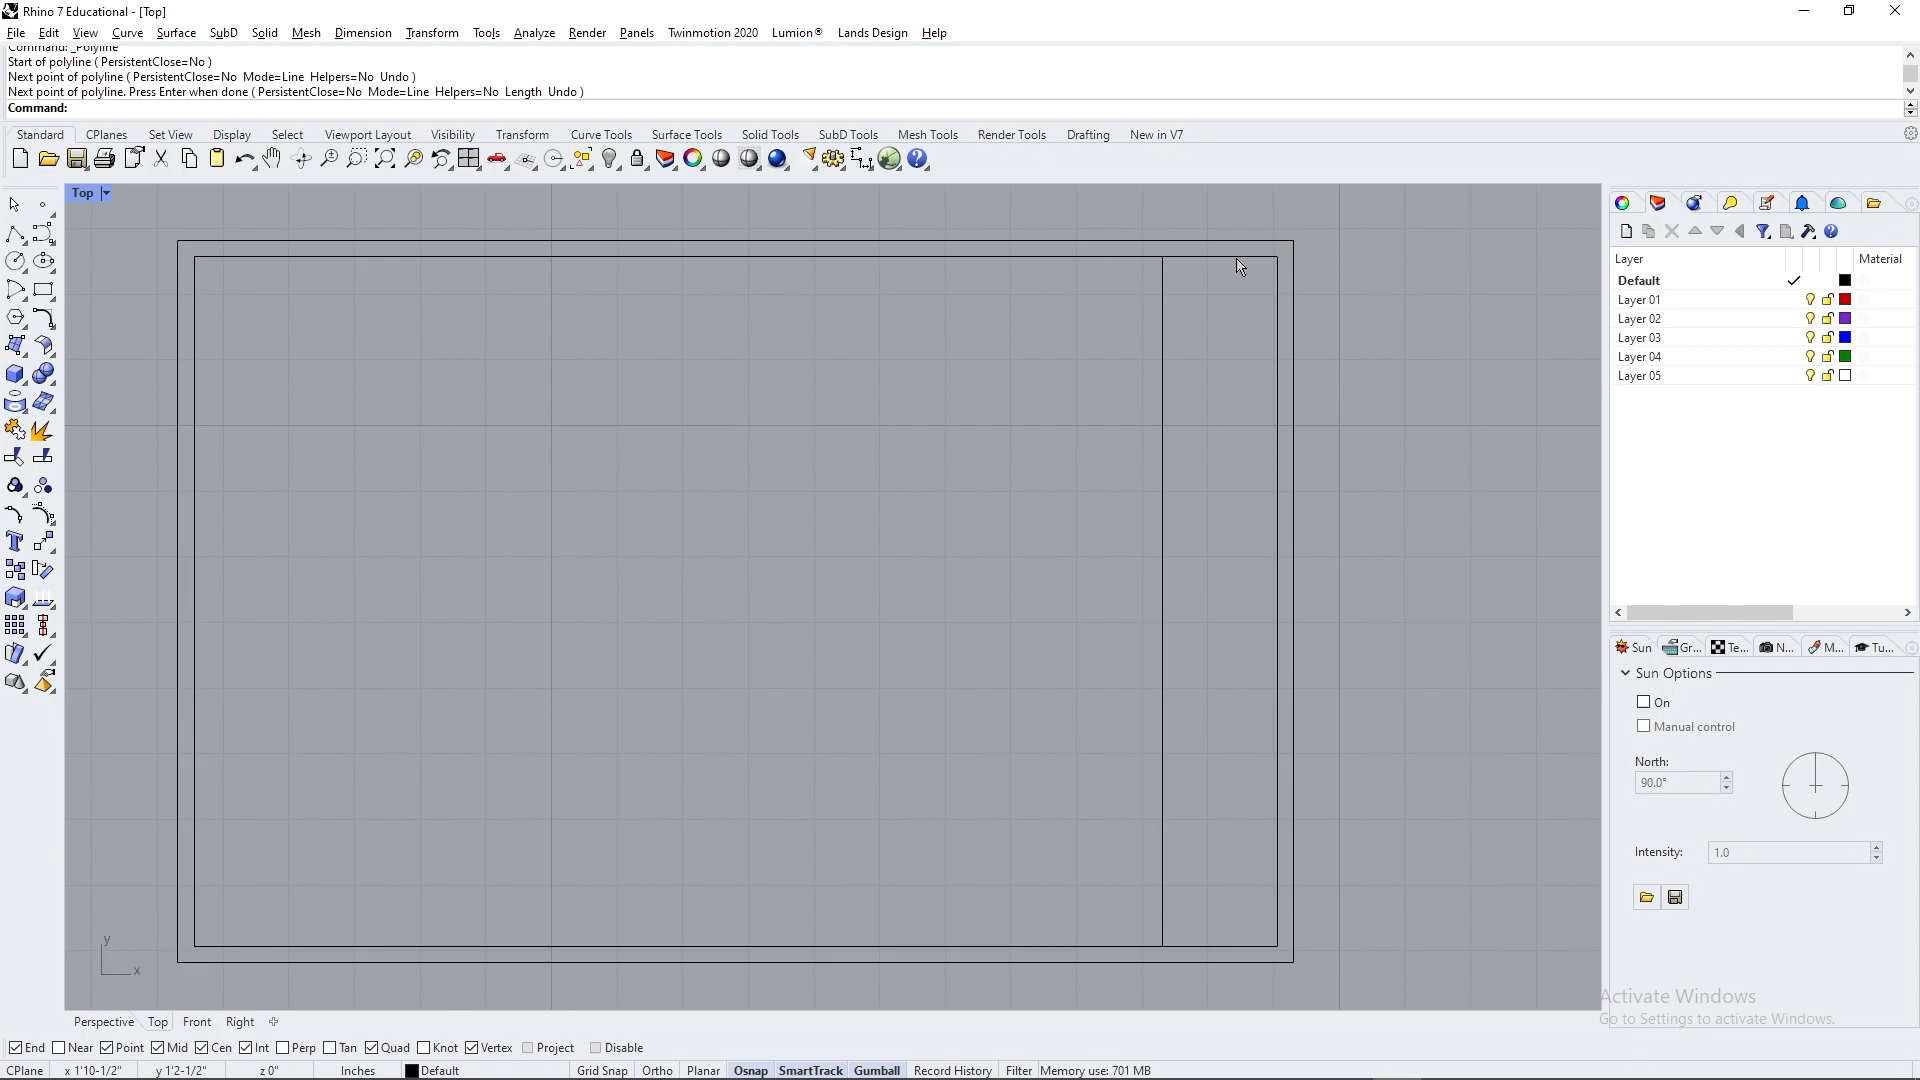 Rhino 7 Educational - [Top]
File Edit View Curve Surface SubD Solid Mesh Dimension Transform Tools Analyze Render Panels Twinmotion 2020 Lumion® Lands Design Help
Command: _Polyline
Start of polyline ( PersistentClose=No )
Next point of polyline ( PersistentClose=No Mode=Line Helpers=No Undo )
Next point of polyline. Press Enter when done ( PersistentClose=No Mode=Line Helpers=No Length Undo )
Command:
Standard CPlanes Set View Display Select Viewport Layout Visibility Transform Curve Tools Surface Tools Solid Tools SubD Tools Mesh Tools Render Tools Drafting New in V7
Top
Layer Material
Default
Layer 01
Layer 02
Layer 03
Layer 04
Layer 05
Sun Gr... Te... N... M... Tu...
Sun Options
On
Manual control
North:
90.0°
Intensity: 1.0
y
x
Activate Windows
Go to Settings to activate Windows.
Perspective Top Front Right
End Near Point Mid Cen Int Perp Tan Quad Knot Vertex Project Disable
CPlane x 1'10-1/2" y 1'2-1/2" z 0" Inches Default Grid Snap Ortho Planar Osnap SmartTrack Gumball Record History Filter Memory use: 701 MB